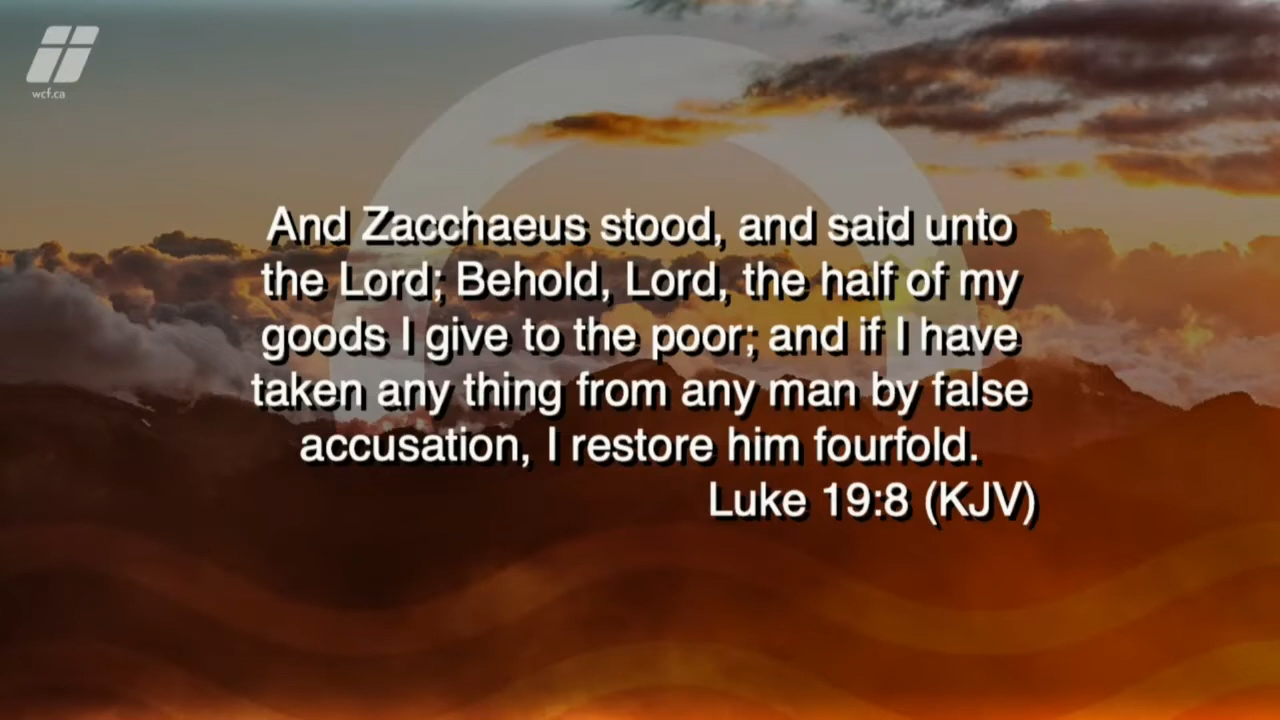 wcf.ca
And Zacchaeus stood, and said unto
the Lord; Behold, Lord, the half of my
goods I give to the poor; and if I have
taken any thing from any man by false
accusation, I restore him fourfold.
Luke 19:8 (KJV)